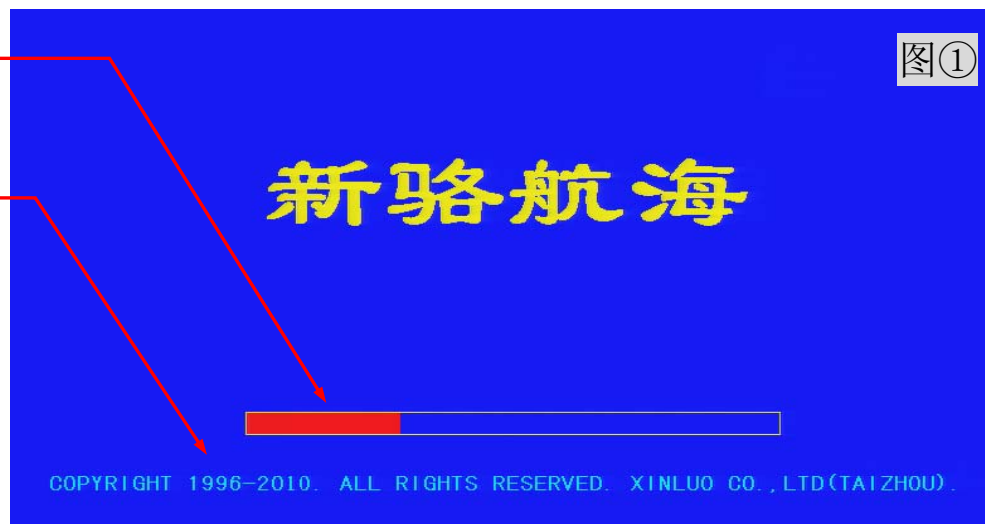 图①
新骆航海
COPYRIGHT 1996-2010. ALL RIGHTS RESERVED. XINLUO CO.,LTD(TAIZHOU).